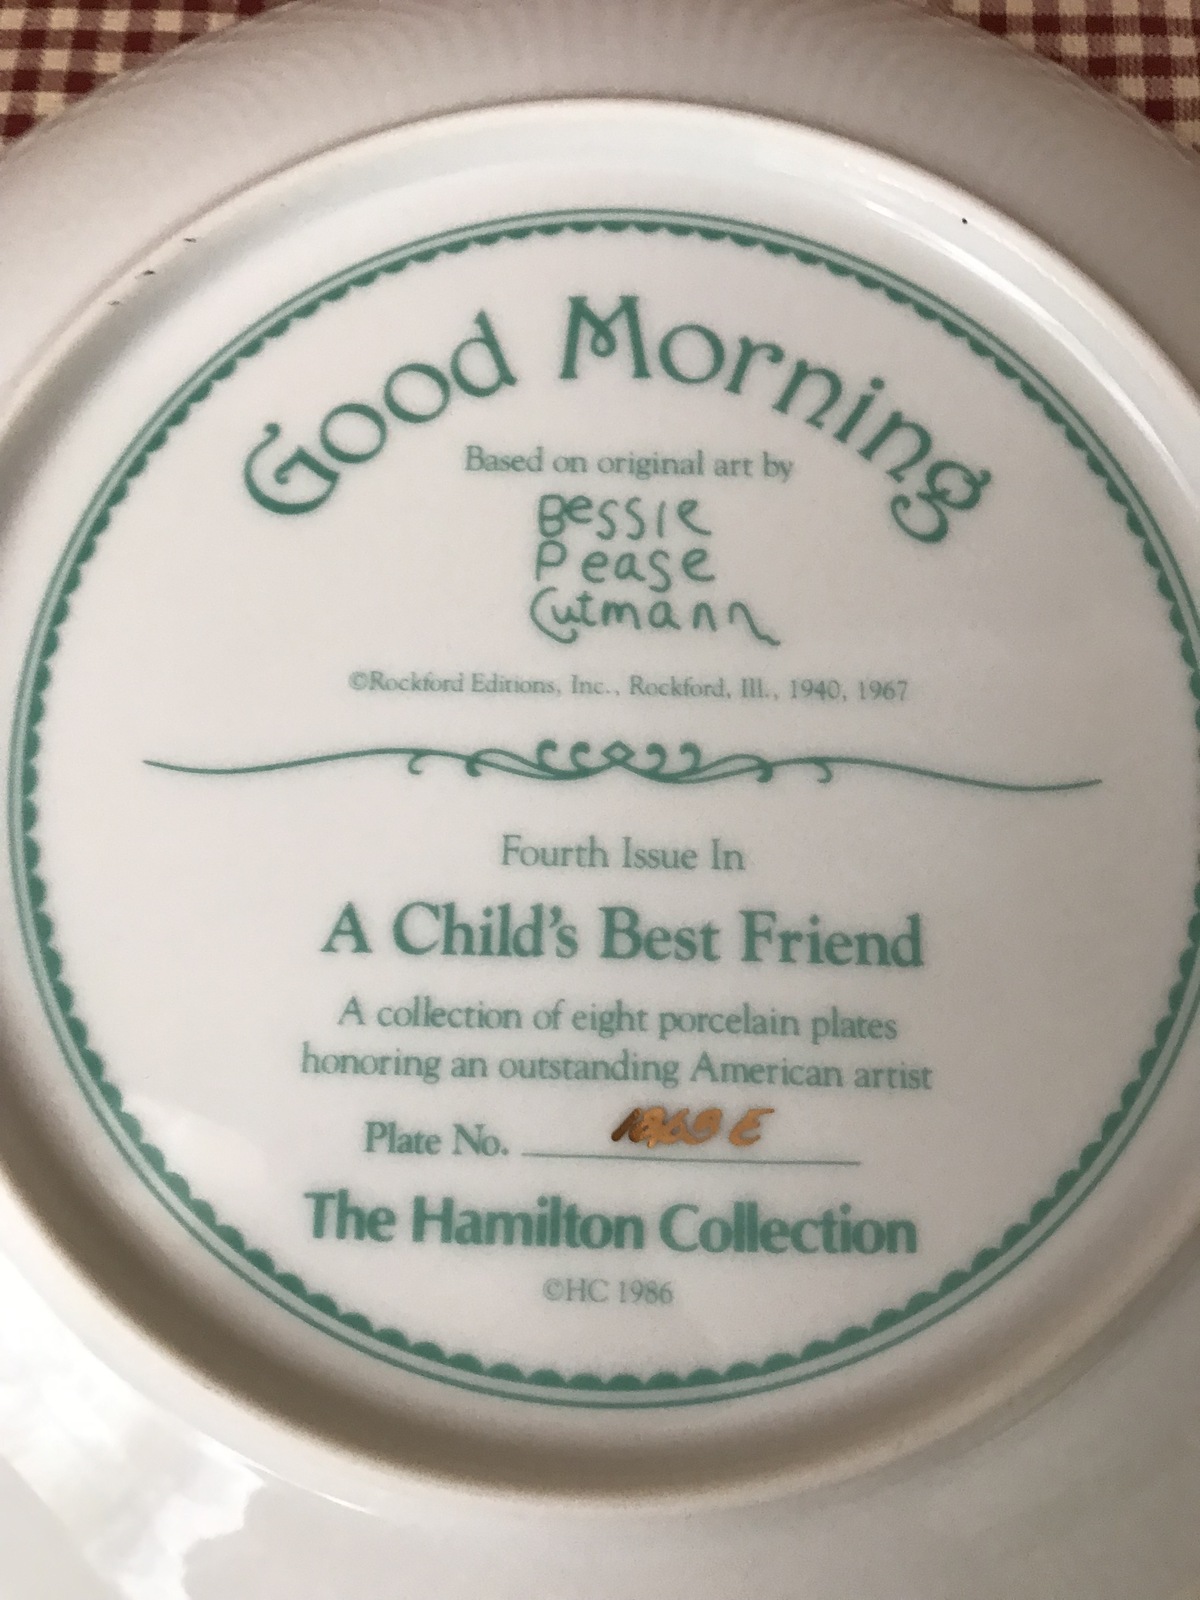 Good Morning
Based on original art by
Bessie
Pease
Gutmann
©Rockford Editions, Inc., Rockford, Ill., 1940, 1967
Fourth Issue In
A Child's Best Friend
A collection of eight porcelain plates
honoring an outstanding American artist
Plate No.
The Hamilton Collection
©HC 1986